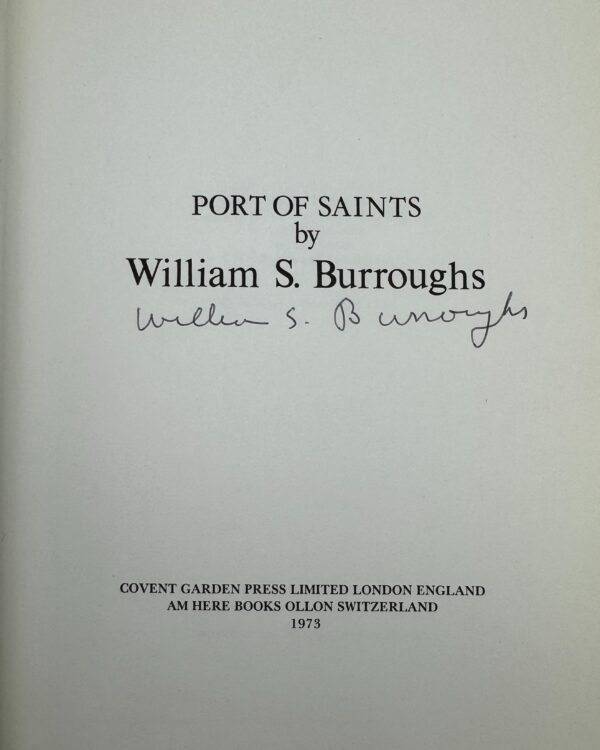 PORT OF SAINTS
by
William S. Burroughs
William S. Burroughs
COVENT GARDEN PRESS LIMITED LONDON ENGLAND
AM HERE BOOKS OLLON SWITZERLAND
1973